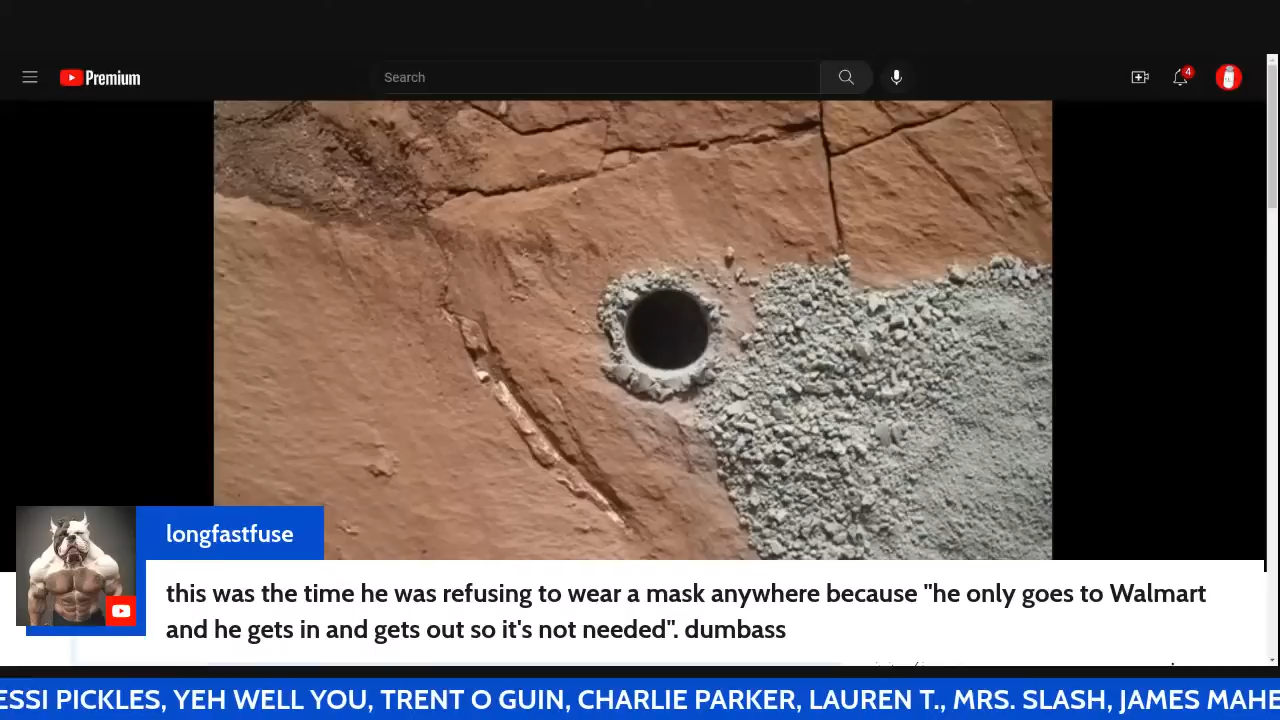 Premium
Search
4
longfastfuse
this was the time he was refusing to wear a mask anywhere because "he only goes to Walmart
and he gets in and gets out so it's not needed". dumbass
ESSI PICKLES, YEH WELL YOU, TRENT O GUIN, CHARLIE PARKER, LAUREN T., MRS. SLASH, JAMES MAHE